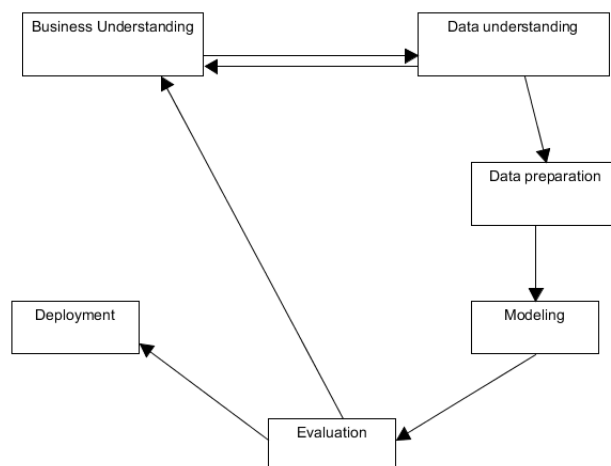 Business Understanding
Data understanding
Data preparation
Modeling
Deployment
Evaluation